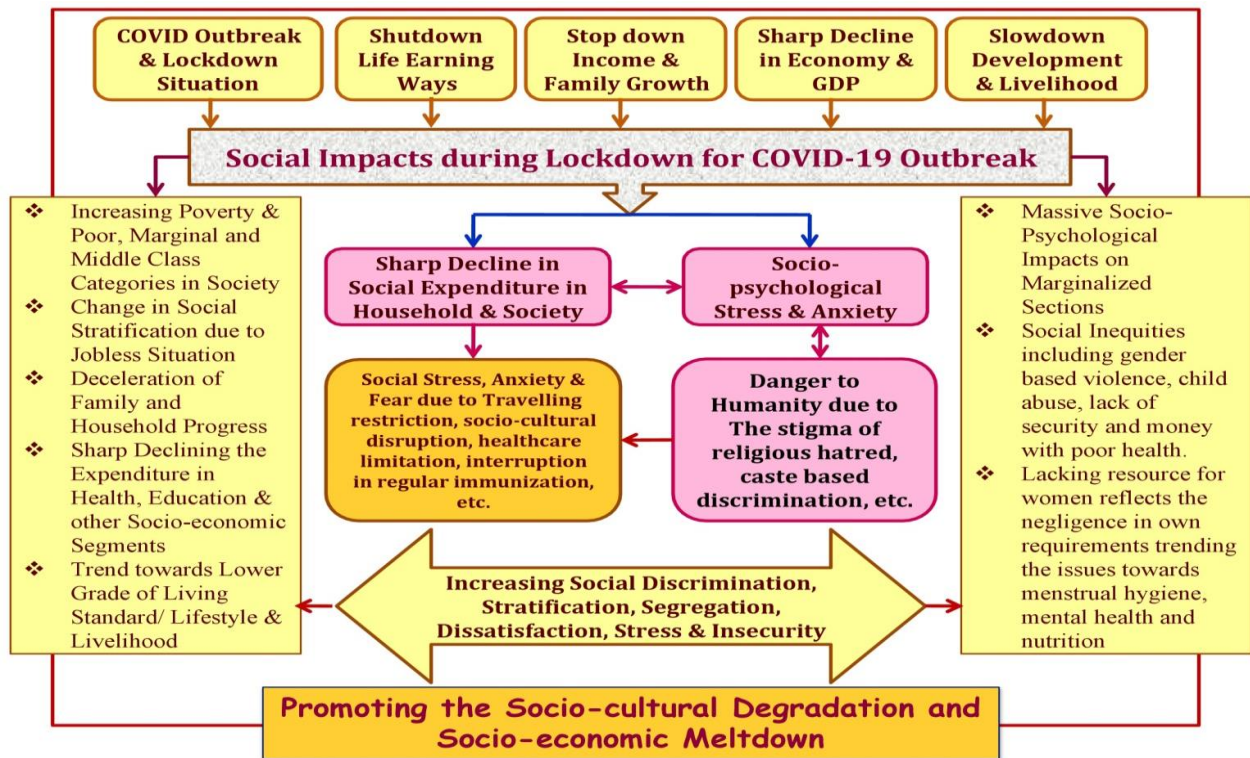 COVID Outbreak
& Lockdown
Situation
Shutdown
Life Earning
Ways
Stop down
Income &
Family Growth
Sharp Decline
in Economy &
GDP
Slowdown
Development
& Livelihood
Social Impacts during Lockdown for COVID-19 Outbreak
❖ Increasing Poverty &
Poor, Marginal and
Middle Class
Categories in Society
❖ Change in Social
Stratification due to
Jobless Situation
❖ Deceleration of
Family and
Household Progress
❖ Sharp Declining the
Expenditure in
Health, Education &
other Socio-economic
Segments
❖ Trend towards Lower
Grade of Living
Standard/ Lifestyle &
Livelihood
Sharp Decline in
Social Expenditure in
Household & Society
Socio-
psychological
Stress & Anxiety
Social Stress, Anxiety &
Fear due to Travelling
restriction, socio-cultural
disruption, healthcare
limitation, interruption
in regular immunization,
etc.
Danger to
Humanity due to
The stigma of
religious hatred,
caste based
discrimination, etc.
❖ Massive Socio-
Psychological
Impacts on
Marginalized
Sections
❖ Social Inequities
including gender
based violence, child
abuse, lack of
security and money
with poor health.
❖ Lacking resource for
women reflects the
negligence in own
requirements trending
the issues towards
menstrual hygiene,
mental health and
nutrition
Increasing Social Discrimination,
Stratification, Segregation,
Dissatisfaction, Stress & Insecurity
Promoting the Socio-cultural Degradation and
Socio-economic Meltdown